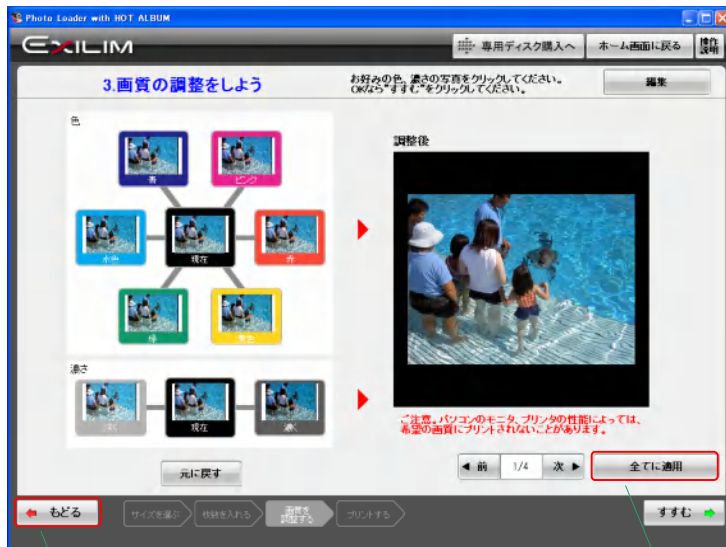 Photo Loader with HOT ALBUM
EXILIM
専用ディスク購入へ
ホーム画面に戻る
操作
説明
3.画質の調整をしよう
お好みの色、濃さの写真をクリックしてください。
OKなら"すすむ"をクリックしてください。
編集
色
青
ピンク
水色
現在
赤
緑
黄色
調整後
濃さ
薄く
現在
濃く
ご注意。パソコンのモニタ、プリンタの性能によっては、
希望の画質にプリントされないことがあります。
元に戻す
前
1/4
次
全てに適用
もどる
サイズを選ぶ
枚数を入れる
画質を
調整する
プリントする
すすむ